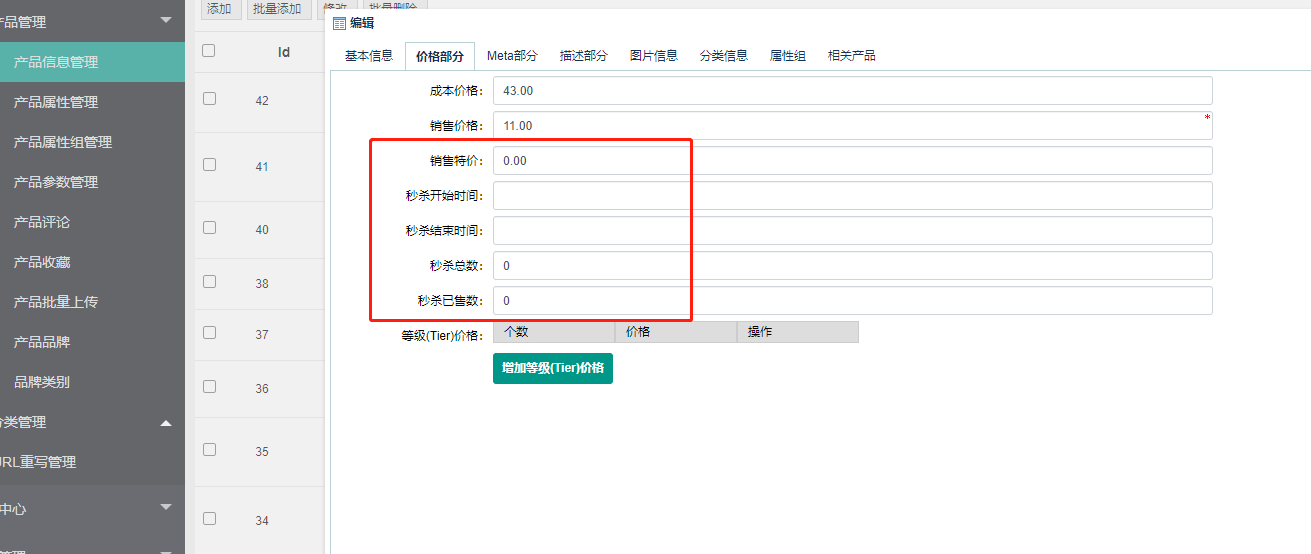 产品管理
产品信息管理
产品属性管理
产品属性组管理
产品参数管理
产品评论
产品收藏
产品批量上传
产品品牌
品牌类别
分类管理
URL重写管理
中心
管理
添加 批量添加 修改 批量删除
Id
42
41
40
38
37
36
35
34
编辑
基本信息 价格部分 Meta部分 描述部分 图片信息 分类信息 属性组 相关产品
成本价格: 43.00
销售价格: 11.00 *
销售特价: 0.00
秒杀开始时间:
秒杀结束时间:
秒杀总数: 0
秒杀已售数: 0
等级(Tier)价格: 个数 价格 操作
增加等级(Tier)价格